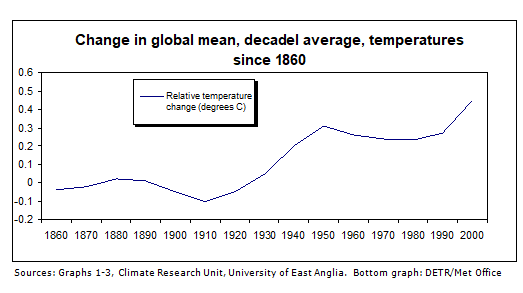 Change in global mean, decadel average, temperatures
since 1860
0.6
0.5
0.4
0.3
0.2
0.1
0
-0.1
-0.2
Relative temperature
change (degrees C)
1860 1870 1880 1890 1900 1910 1920 1930 1940 1950 1960 1970 1980 1990 2000
Sources: Graphs 1-3, Climate Research Unit, University of East Anglia. Bottom graph: DETR/Met Office